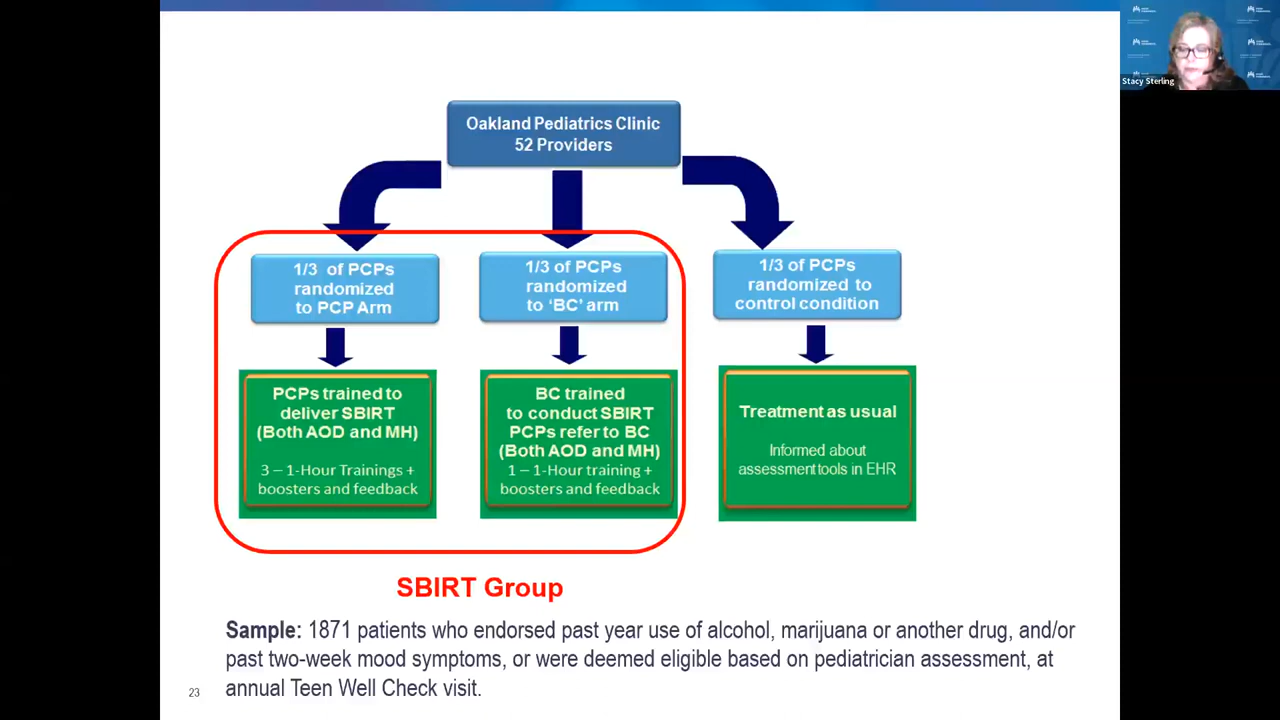 Stacy Sterling
Oakland Pediatrics Clinic
52 Providers
1/3 of PCPs
randomized
to PCP Arm
1/3 of PCPs
randomized
to ‘BC’ arm
1/3 of PCPs
randomized to
control condition
PCPs trained to
deliver SBIRT
(Both AOD and MH)
3 – 1-Hour Trainings +
boosters and feedback
BC trained
to conduct SBIRT
PCPs refer to BC
(Both AOD and MH)
1 – 1-Hour training +
boosters and feedback
Treatment as usual
Informed about
assessment tools in EHR
SBIRT Group
Sample: 1871 patients who endorsed past year use of alcohol, marijuana or another drug, and/or
past two-week mood symptoms, or were deemed eligible based on pediatrician assessment, at
annual Teen Well Check visit.
23